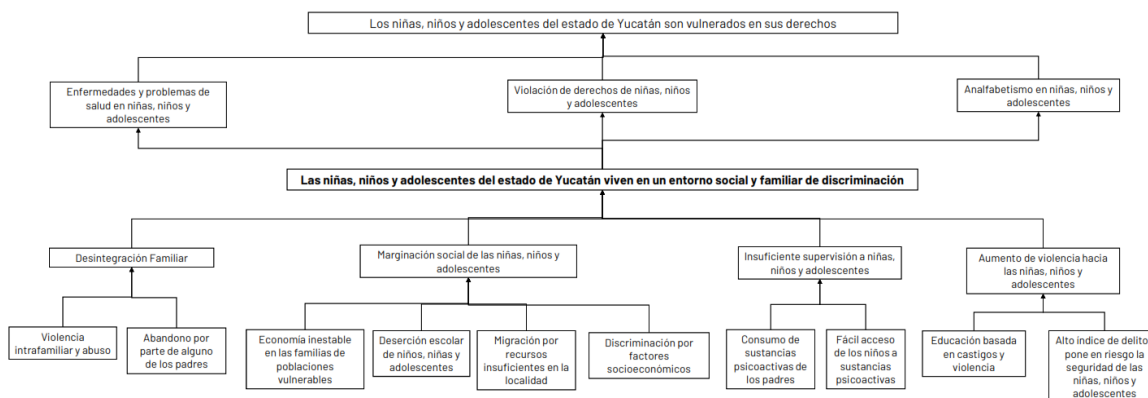 Los niñas, niños y adolescentes del estado de Yucatán son vulnerados en sus derechos
Enfermedades y problemas
de salud en niñas, niños y
adolescentes
Violación de derechos de niñas, niños
y adolescentes
Analfabetismo en niñas, niños y
adolescentes
Las niñas, niños y adolescentes del estado de Yucatán viven en un entorno social y familiar de discriminación
Desintegración Familiar
Marginación social de las niñas, niños y
adolescentes
Insuficiente supervisión a niñas,
niños y adolescentes
Aumento de violencia hacia
las niñas, niños y
adolescentes
Violencia
intrafamiliar y abuso
Abandono por
parte de alguno
de los padres
Economía inestable
en las familias de
poblaciones
vulnerables
Deserción escolar
de niños, niñas y
adolescentes
Migración por
recursos
insuficientes en la
localidad
Discriminación por
factores
socioeconómicos
Consumo de
sustancias
psicoactivas de
los padres
Fácil acceso
de los niños a
sustancias
psicoactivas
Educación basada
en castigos y
violencia
Alto indice de delito
pone en riesgo la
seguridad de las
niñas, niños y
adolescentes